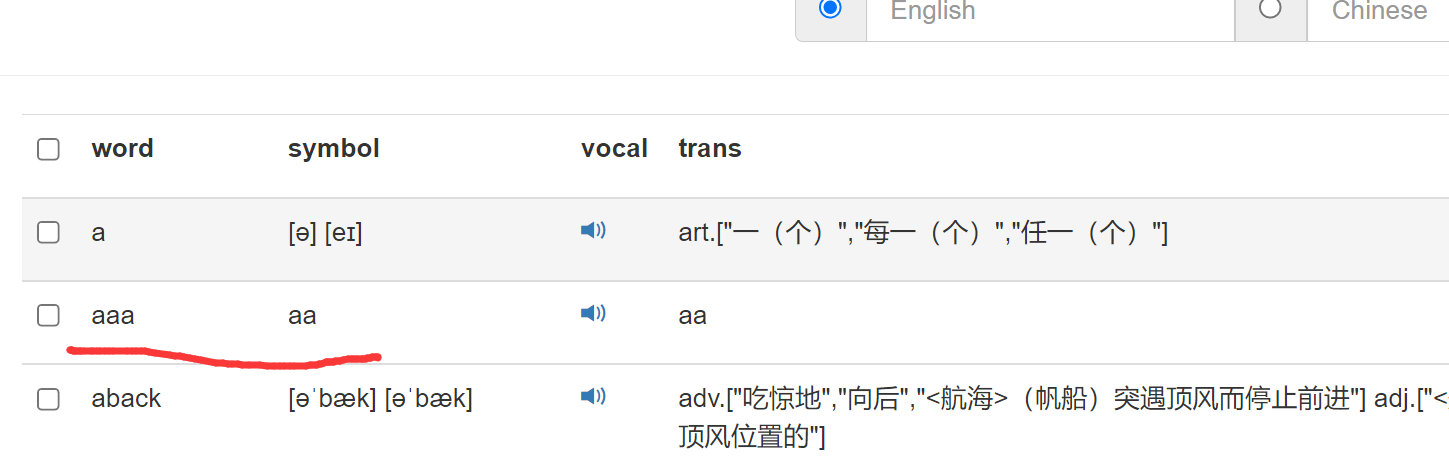 English Chinese
word symbol vocal trans
a [ə] [eɪ] art.["一（个）","每一（个）","任一（个）"]
aaa aa aa
aback [əˈbæk] [əˈbæk] adv.["吃惊地","向后","<航海>（帆船）突遇顶风而停止前进"] adj.["<
顶风位置的"]